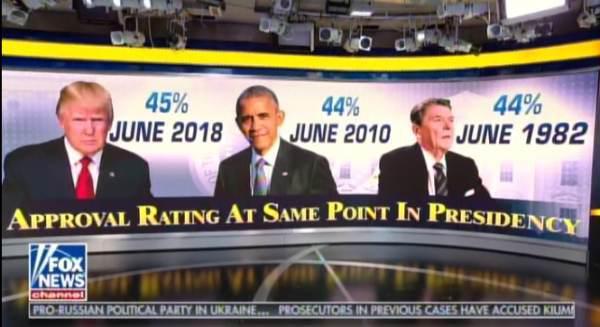 45%
JUNE 2018
44%
JUNE 2010
44%
JUNE 1982
APPROVAL RATING AT SAME POINT IN PRESIDENCY
FOX
NEWS
channel
PRO-RUSSIAN POLITICAL PARTY IN UKRAINE... PROSECUTORS IN PREVIOUS CASES HAVE ACCUSED KILIM